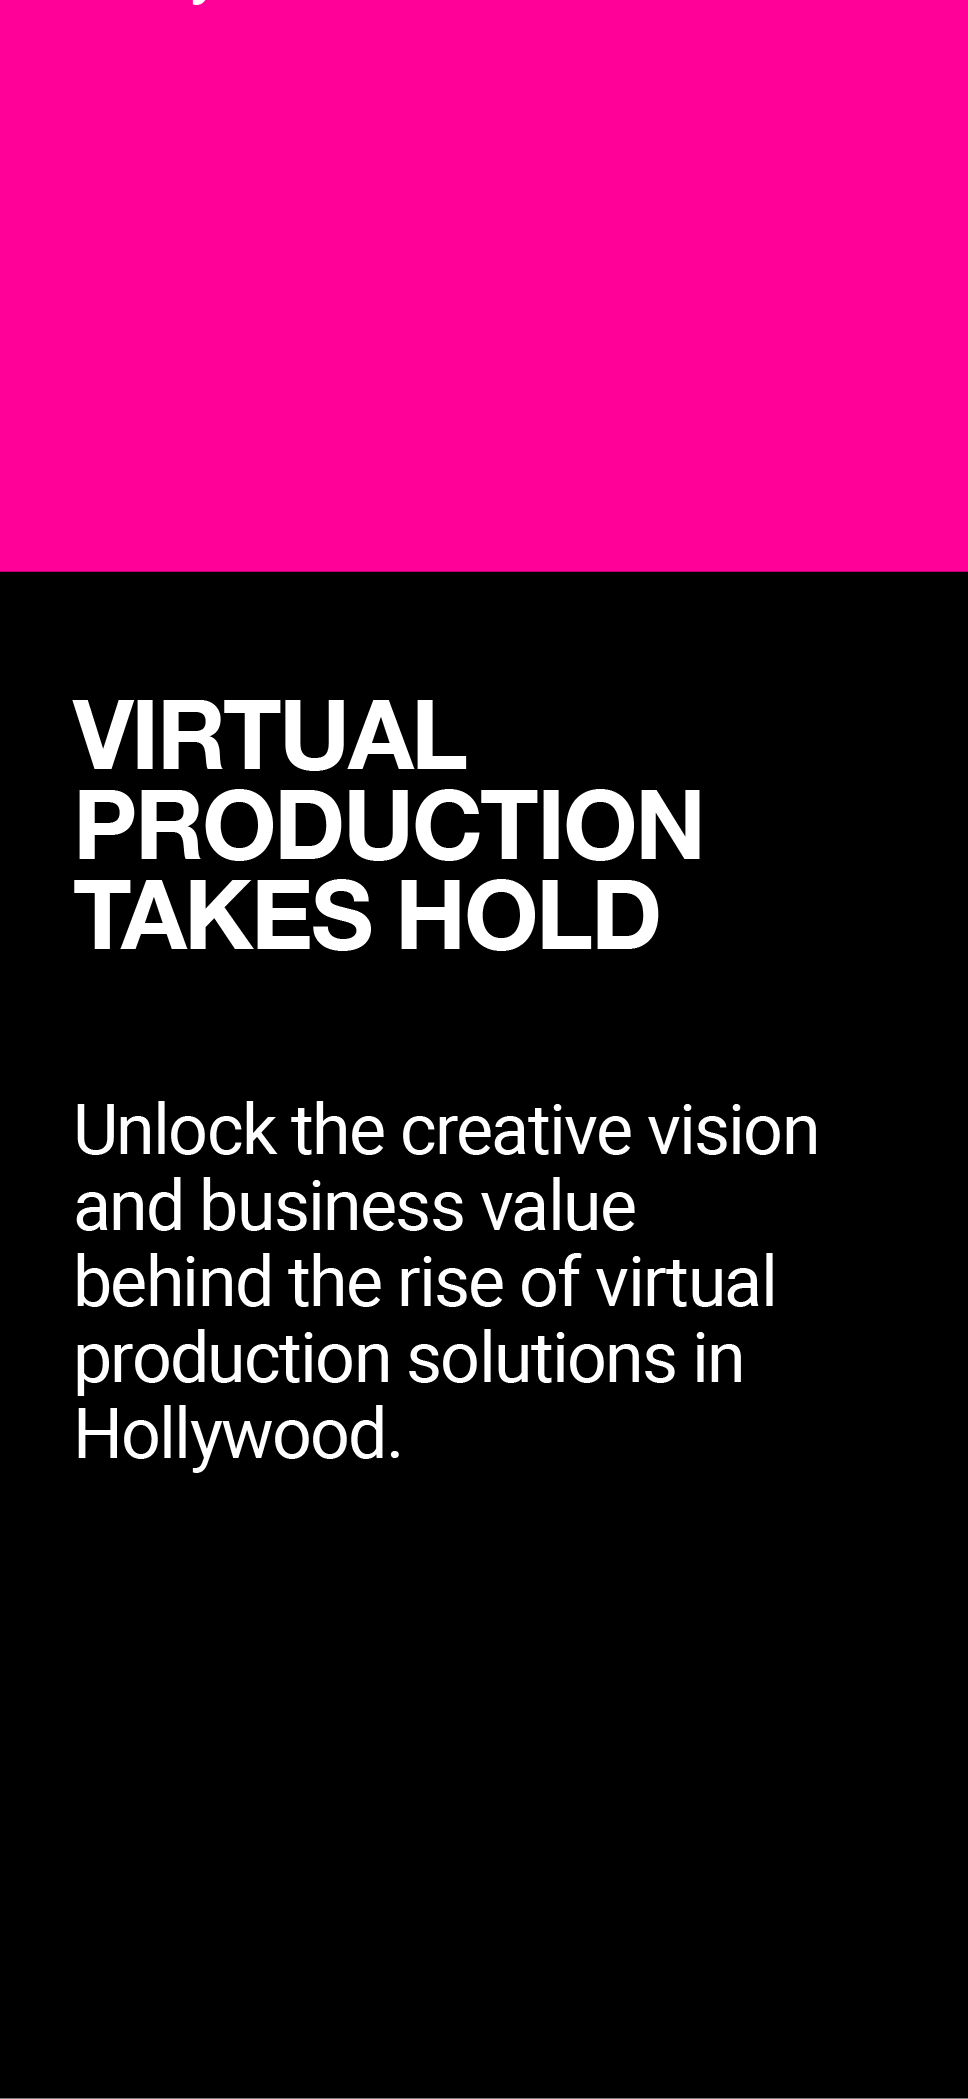 VIRTUAL
PRODUCTION
TAKES HOLD
Unlock the creative vision
and business value
behind the rise of virtual
production solutions in
Hollywood.